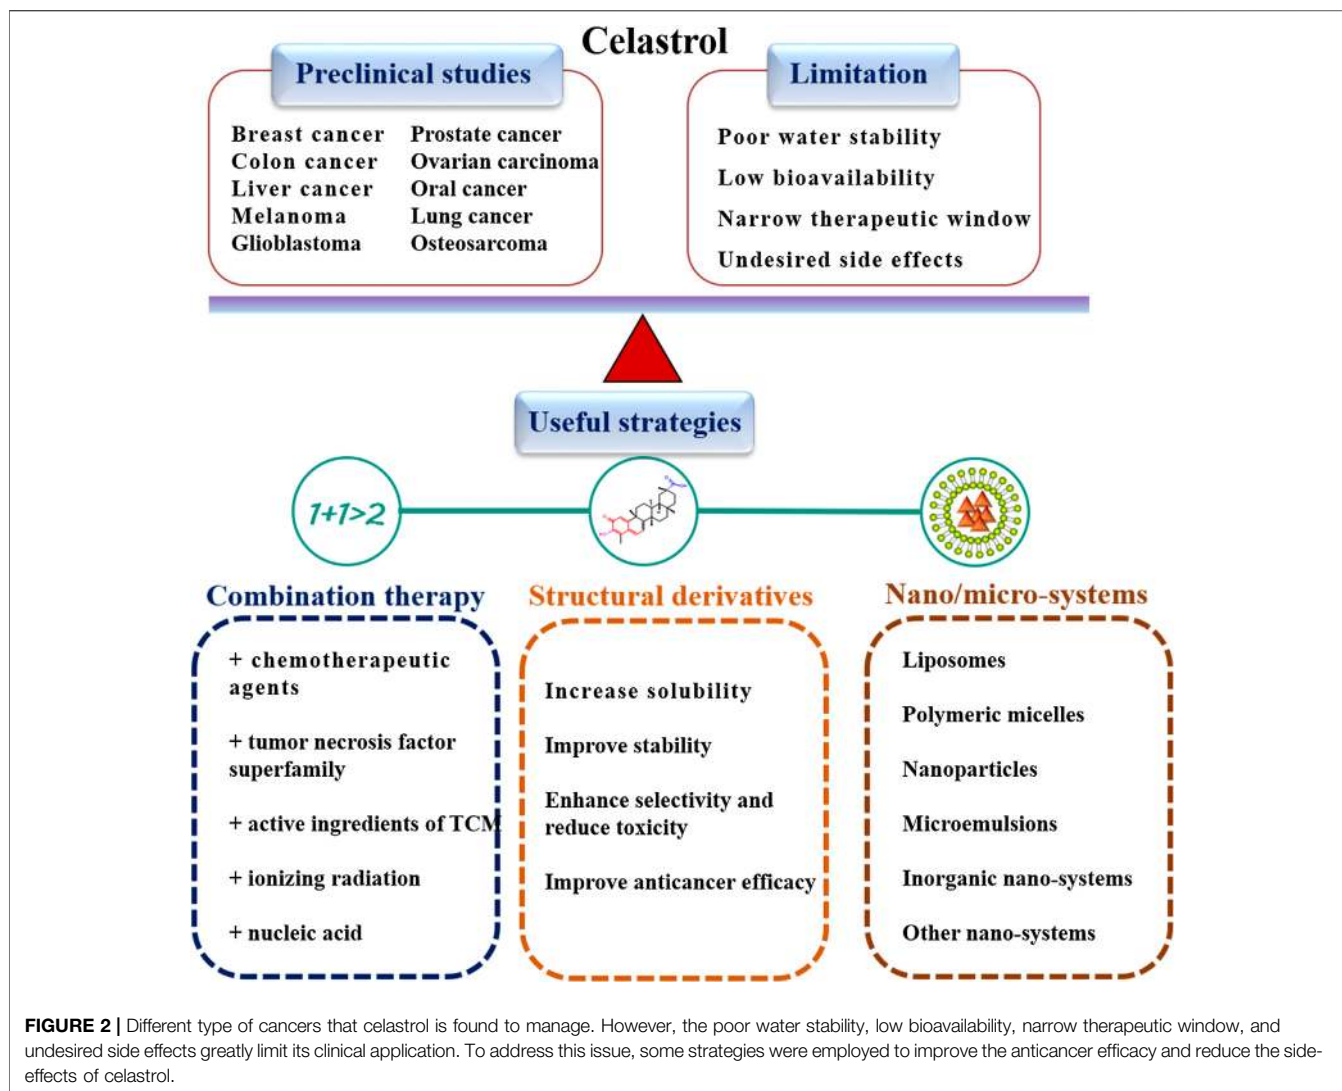 Celastrol
Preclinical studies
Breast cancer
Colon cancer
Liver cancer
Melanoma
Glioblastoma
Prostate cancer
Ovarian carcinoma
Oral cancer
Lung cancer
Osteosarcoma
Limitation
Poor water stability
Low bioavailability
Narrow therapeutic window
Undesired side effects
Useful strategies
1+1>2
Combination therapy
+ chemotherapeutic
agents
+ tumor necrosis factor
superfamily
+ active ingredients of TCM
+ ionizing radiation
+ nucleic acid
Structural derivatives
Increase solubility
Improve stability
Enhance selectivity and
reduce toxicity
Improve anticancer efficacy
Nano/micro-systems
Liposomes
Polymeric micelles
Nanoparticles
Microemulsions
Inorganic nano-systems
Other nano-systems
FIGURE 2 | Different type of cancers that celastrol is found to manage. However, the poor water stability, low bioavailability, narrow therapeutic window, and
undesired side effects greatly limit its clinical application. To address this issue, some strategies were employed to improve the anticancer efficacy and reduce the side-
effects of celastrol.